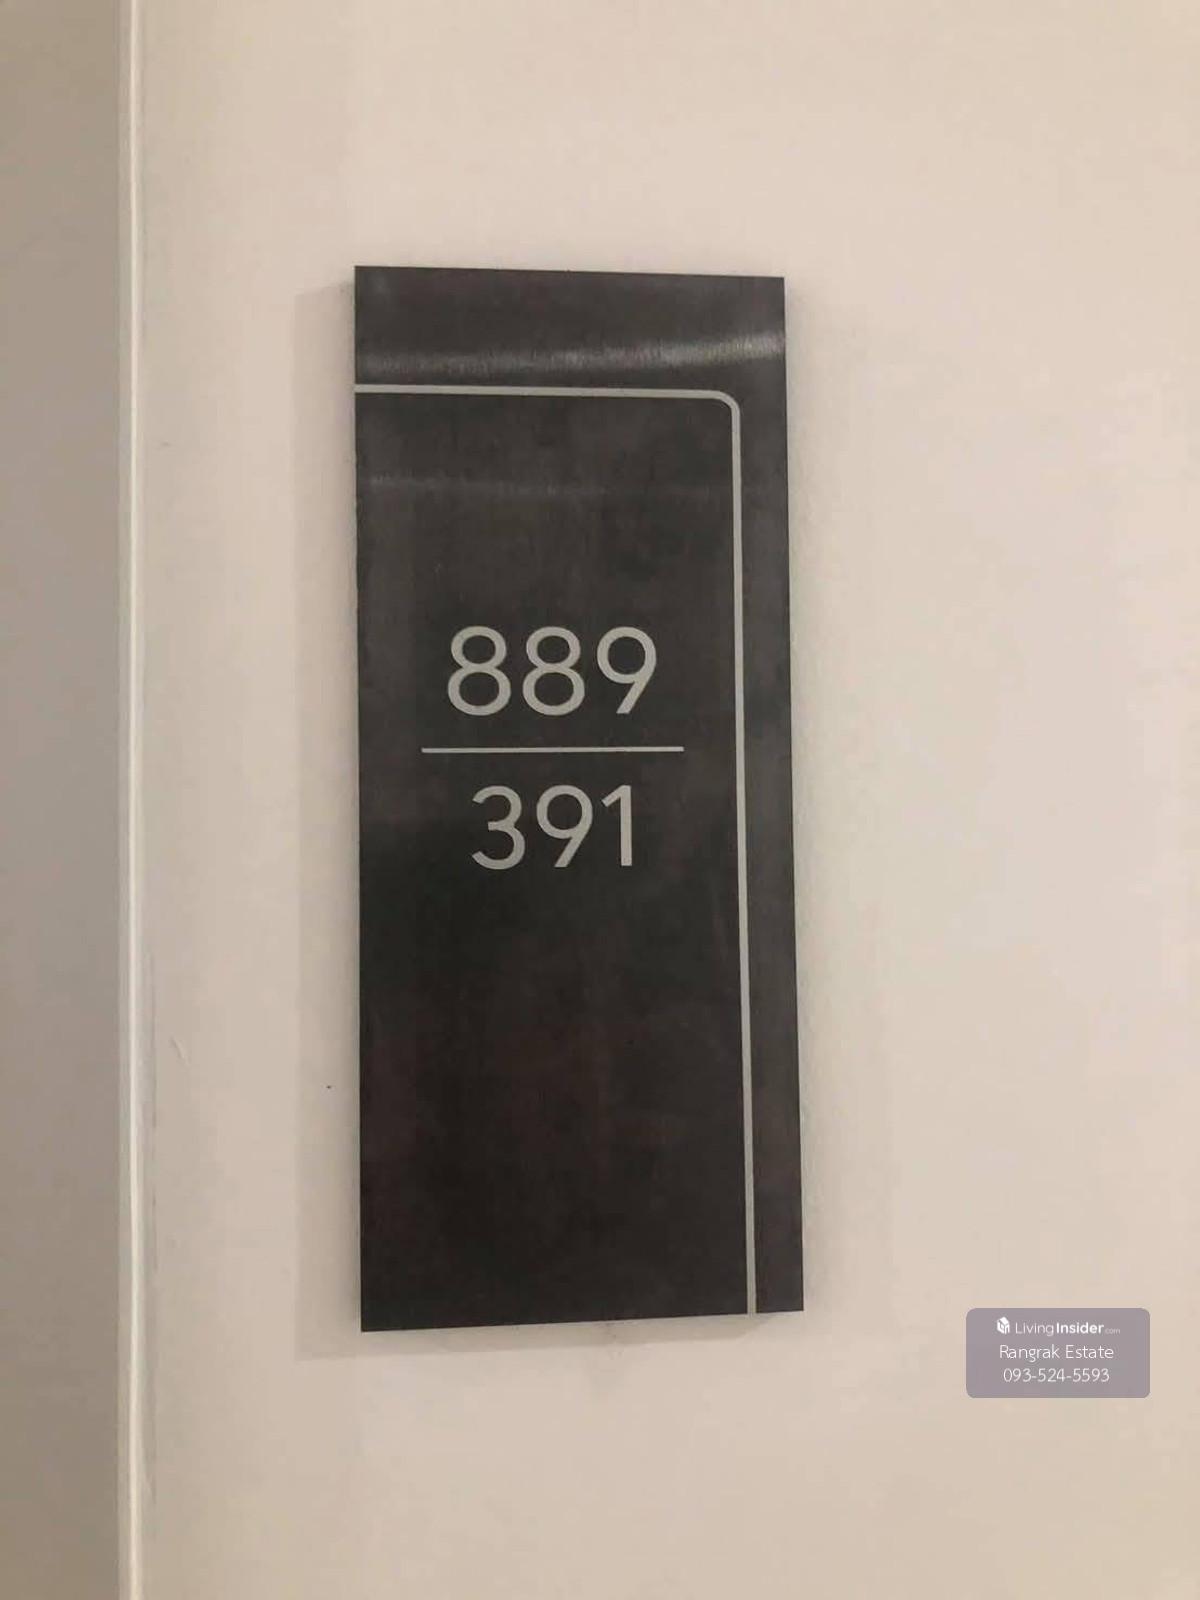 889
391
LivingInsider.com
Rangrak Estate
093-524-5593